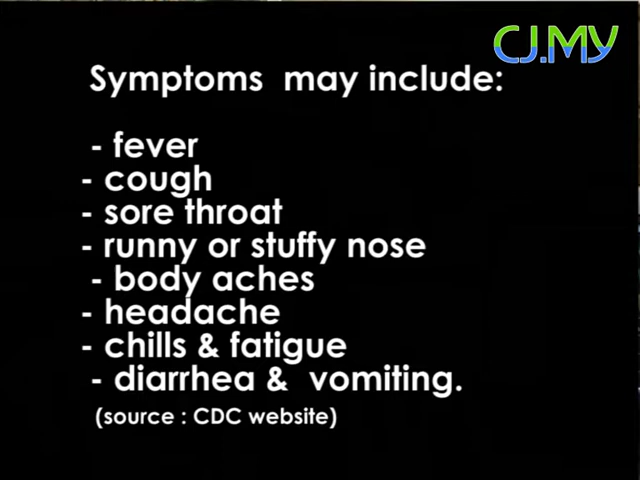 CJ.MY
Symptoms may include:
- fever
- cough
- sore throat
- runny or stuffy nose
- body aches
- headache
- chills & fatigue
- diarrhea & vomiting.
(source : CDC website)